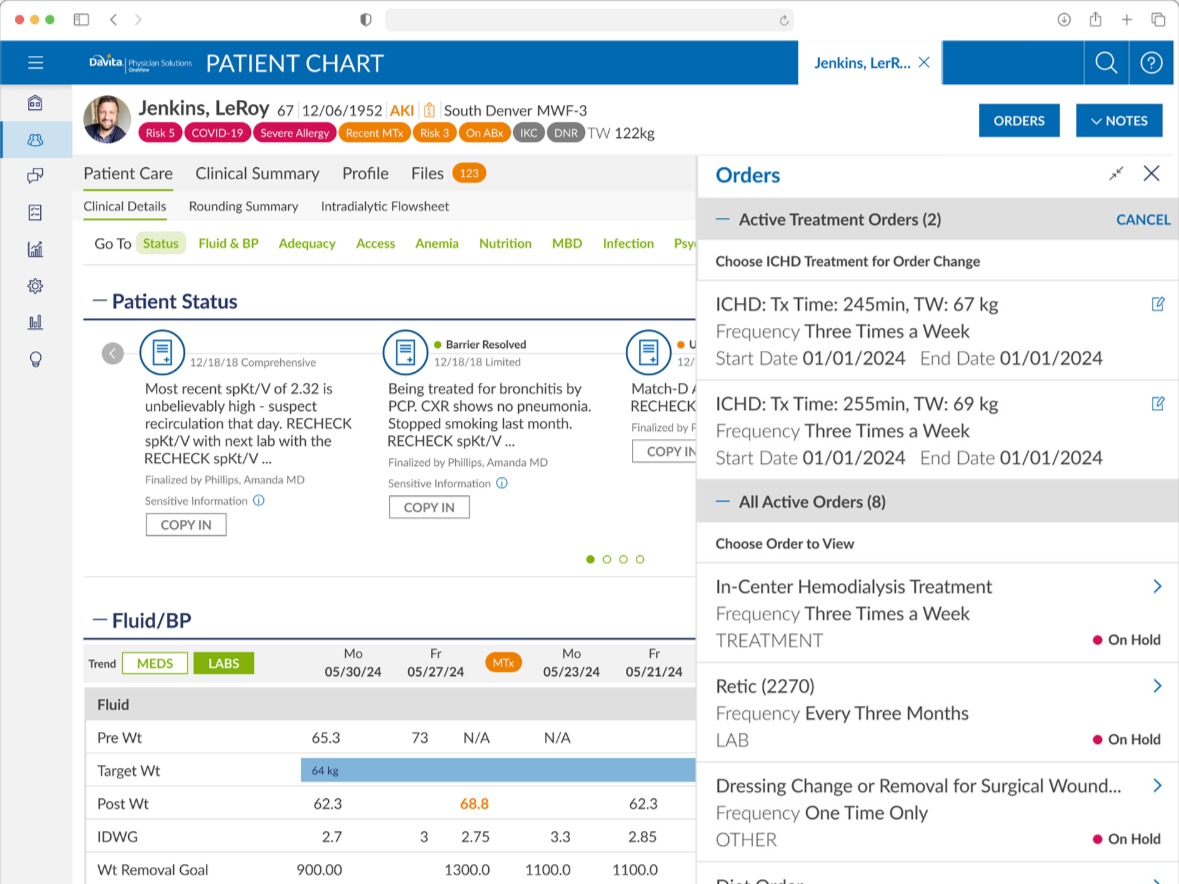 DaVita. Physician Solutions OneView PATIENT CHART
Jenkins, LerR...
Jenkins, LeRoy 67 12/06/1952 AKI South Denver MWF-3
Risk 5 COVID-19 Severe Allergy Recent MTx Risk 3 On ABx IKC DNR TW 122kg
ORDERS
NOTES
Patient Care Clinical Summary Profile Files 123
Clinical Details Rounding Summary Intradialytic Flowsheet
Go To Status Fluid & BP Adequacy Access Anemia Nutrition MBD Infection Psy
Patient Status
12/18/18 Comprehensive
Most recent spKt/V of 2.32 is
unbelievably high - suspect
recirculation that day. RECHECK
spKt/V with next lab with the
RECHECK spKt/V ...
Finalized by Phillips, Amanda MD
Sensitive Information
COPY IN
Barrier Resolved
12/18/18 Limited
Being treated for bronchitis by
PCP. CXR shows no pneumonia.
Stopped smoking last month.
RECHECK spKt/V ...
Finalized by Phillips, Amanda MD
Sensitive Information
COPY IN
U
12/
Match-D A
RECHECK
Finalized by P
COPY IN
Fluid/BP
Trend MEDS LABS
Mo Fr Mo Fr
05/30/24 05/27/24 MTx 05/23/24 05/21/24
Fluid
Pre Wt 65.3 73 N/A N/A
Target Wt 64 kg
Post Wt 62.3 68.8 62.3
IDWG 2.7 3 2.75 3.3 2.85
Wt Removal Goal 900.00 1300.0 1100.0 1100.0
Orders
Active Treatment Orders (2) CANCEL
Choose ICHD Treatment for Order Change
ICHD: Tx Time: 245min, TW: 67 kg
Frequency Three Times a Week
Start Date 01/01/2024 End Date 01/01/2024
ICHD: Tx Time: 255min, TW: 69 kg
Frequency Three Times a Week
Start Date 01/01/2024 End Date 01/01/2024
All Active Orders (8)
Choose Order to View
In-Center Hemodialysis Treatment
Frequency Three Times a Week
TREATMENT On Hold
Retic (2270)
Frequency Every Three Months
LAB On Hold
Dressing Change or Removal for Surgical Wound...
Frequency One Time Only
OTHER On Hold
Diet Order